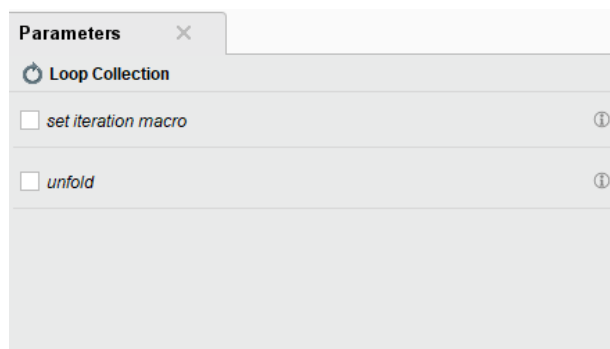 Parameters
Loop Collection
set iteration macro
unfold